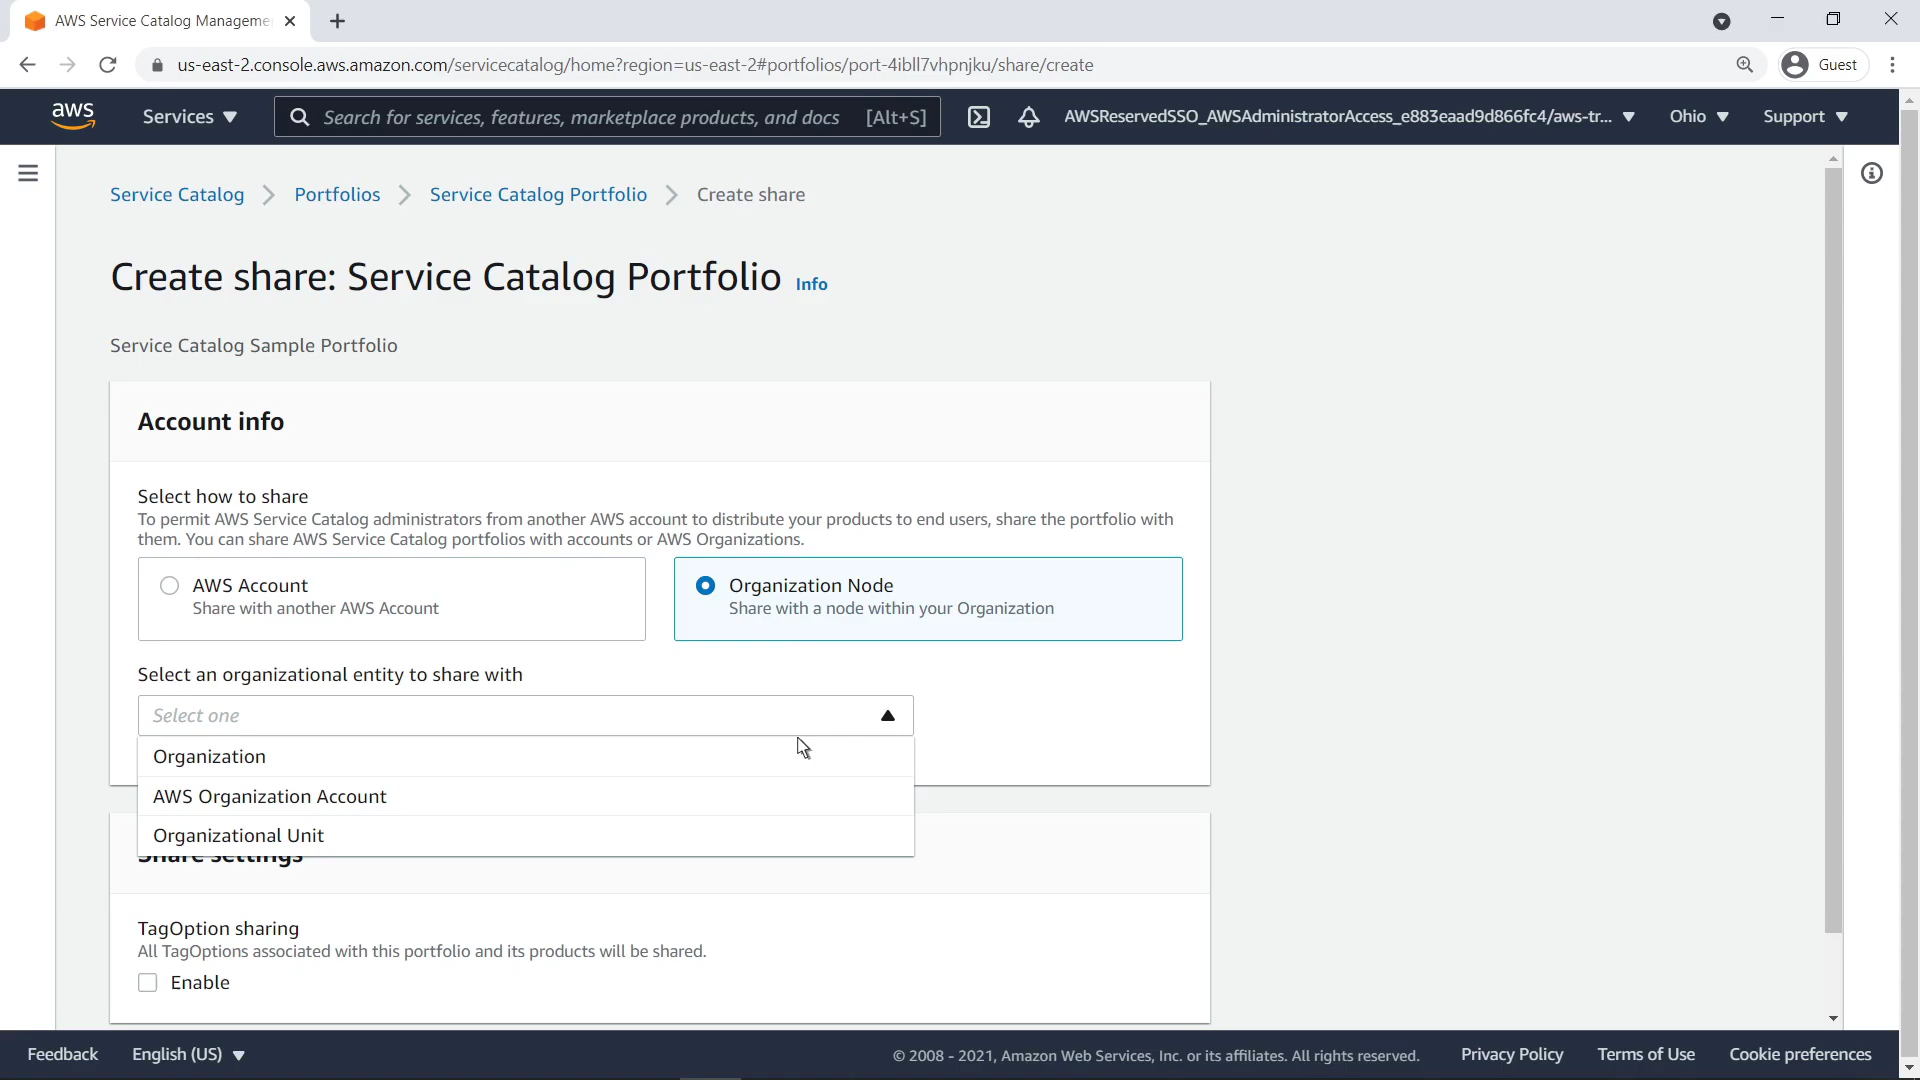 AWS Service Catalog Manageme
us-east-2.console.aws.amazon.com/servicecatalog/home?region=us-east-2#portfolios/port-4ibll7vhpnjku/share/create
Guest
aws
Services
Search for services, features, marketplace products, and docs [Alt+S]
AWSReservedSSO_AWSAdministratorAccess_e883eaad9d866fc4/aws-tr...
Ohio
Support
Service Catalog
Portfolios
Service Catalog Portfolio
Create share
Create share: Service Catalog Portfolio Info
Service Catalog Sample Portfolio
Account info
Select how to share
To permit AWS Service Catalog administrators from another AWS account to distribute your products to end users, share the portfolio with
them. You can share AWS Service Catalog portfolios with accounts or AWS Organizations.
AWS Account
Share with another AWS Account
Organization Node
Share with a node within your Organization
Select an organizational entity to share with
Select one
Organization
AWS Organization Account
Organizational Unit
Share settings
TagOption sharing
All TagOptions associated with this portfolio and its products will be shared.
Enable
Feedback
English (US)
© 2008 - 2021, Amazon Web Services, Inc. or its affiliates. All rights reserved.
Privacy Policy
Terms of Use
Cookie preferences